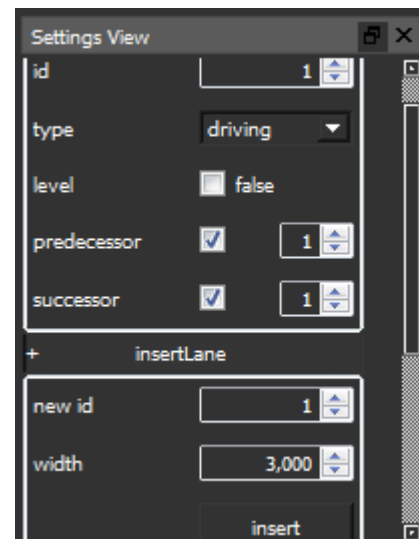 Settings View
id 1
type driving
level false
predecessor 1
successor 1
+ insertLane
new id 1
width 3,000
insert